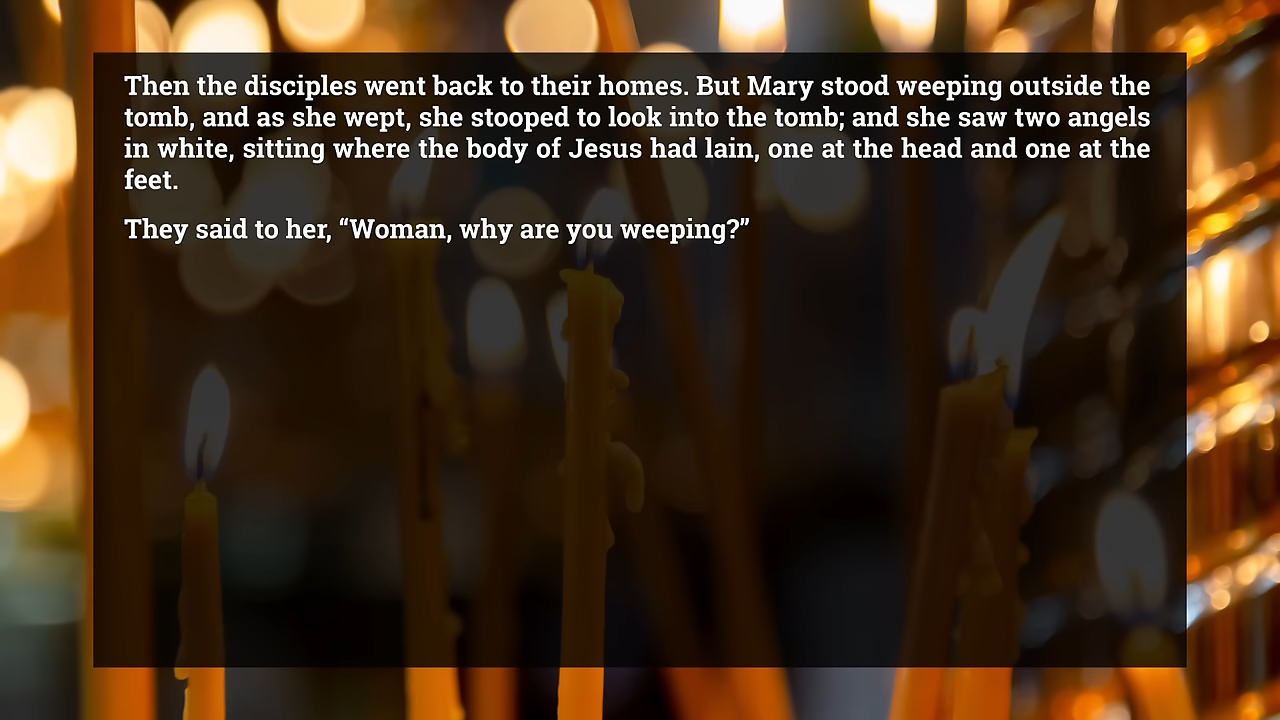 Then the disciples went back to their homes. But Mary stood weeping outside the
tomb, and as she wept, she stooped to look into the tomb; and she saw two angels
in white, sitting where the body of Jesus had lain, one at the head and one at the
feet.
They said to her, “Woman, why are you weeping?”